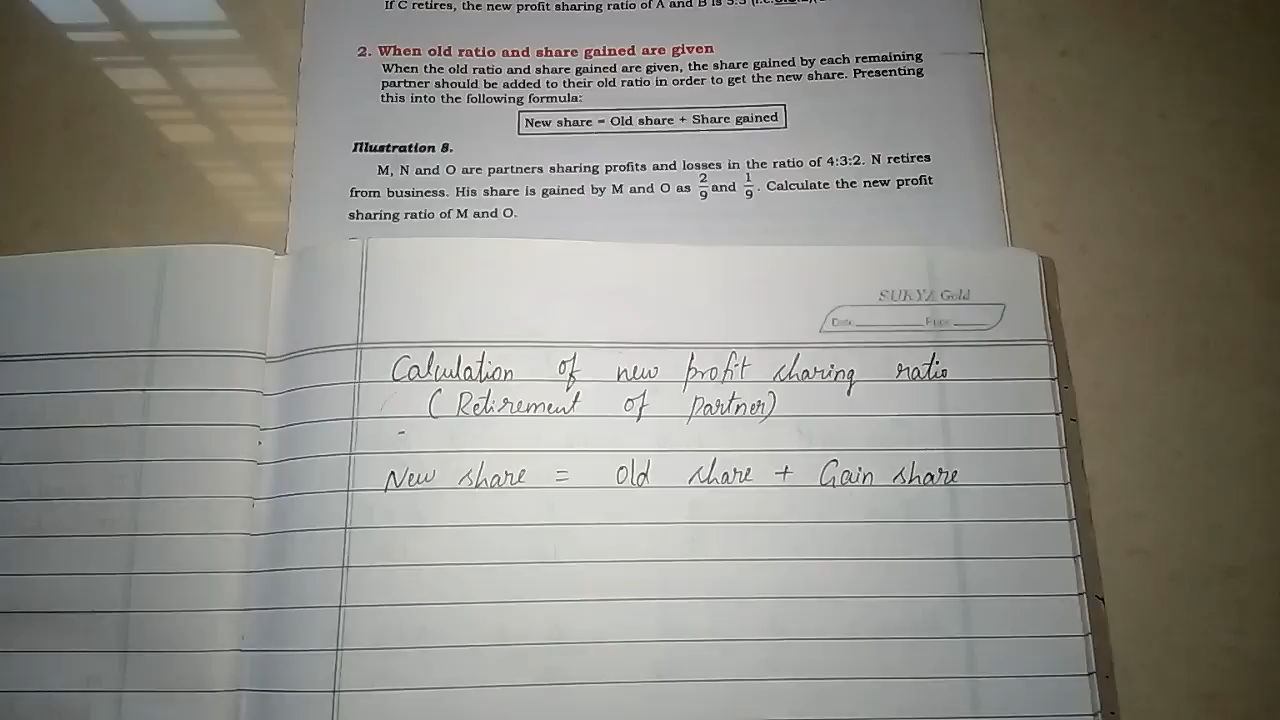 If C retires, the new profit sharing ratio of A and B is
2. When old ratio and share gained are given
When the old ratio and share gained are given, the share gained by each remaining
partner should be added to their old ratio in order to get the new share. Presenting
this into the following formula:
New share = Old share + Share gained
Illustration 8.
M, N and O are partners sharing profits and losses in the ratio of 4:3:2. N retires
from business. His share is gained by M and O as 2/9 and 1/9. Calculate the new profit
sharing ratio of M and O.
SURYA Gold
Date Page
Calculation of new profit sharing ratio
(Retirement of partner)
New share = Old share + Gain share